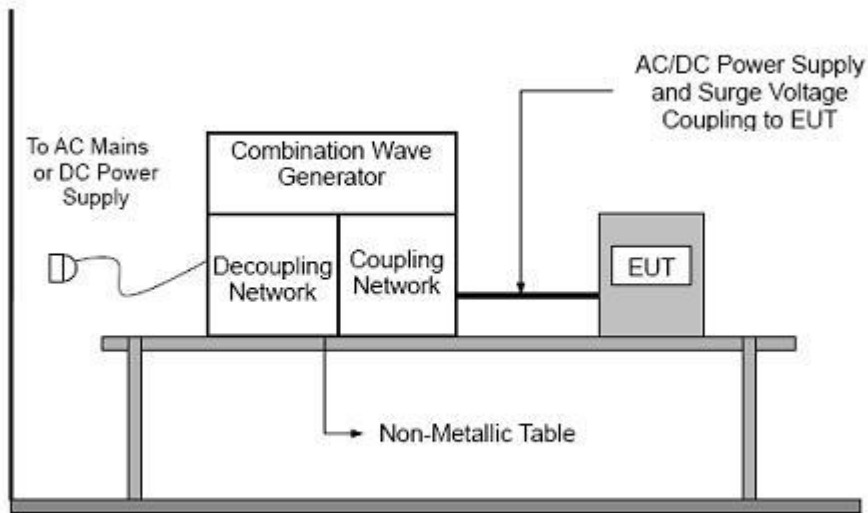 To AC Mains
or DC Power
Supply
Combination Wave
Generator
Decoupling
Network
Coupling
Network
AC/DC Power Supply
and Surge Voltage
Coupling to EUT
EUT
Non-Metallic Table